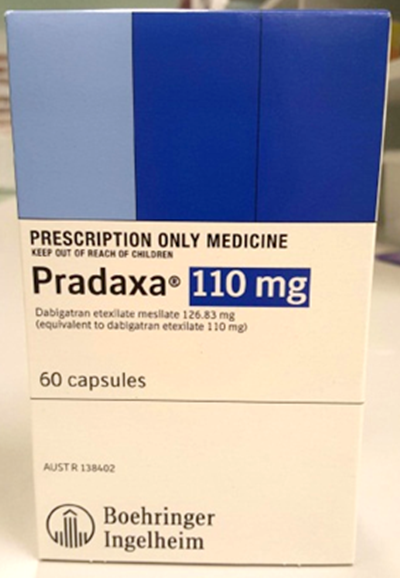 PRESCRIPTION ONLY MEDICINE
KEEP OUT OF REACH OF CHILDREN
Pradaxa® 110 mg
Dabigatran etexilate mesilate 126.83 mg
(equivalent to dabigatran etexilate 110 mg)
60 capsules
AUST R 138402
Boehringer
Ingelheim